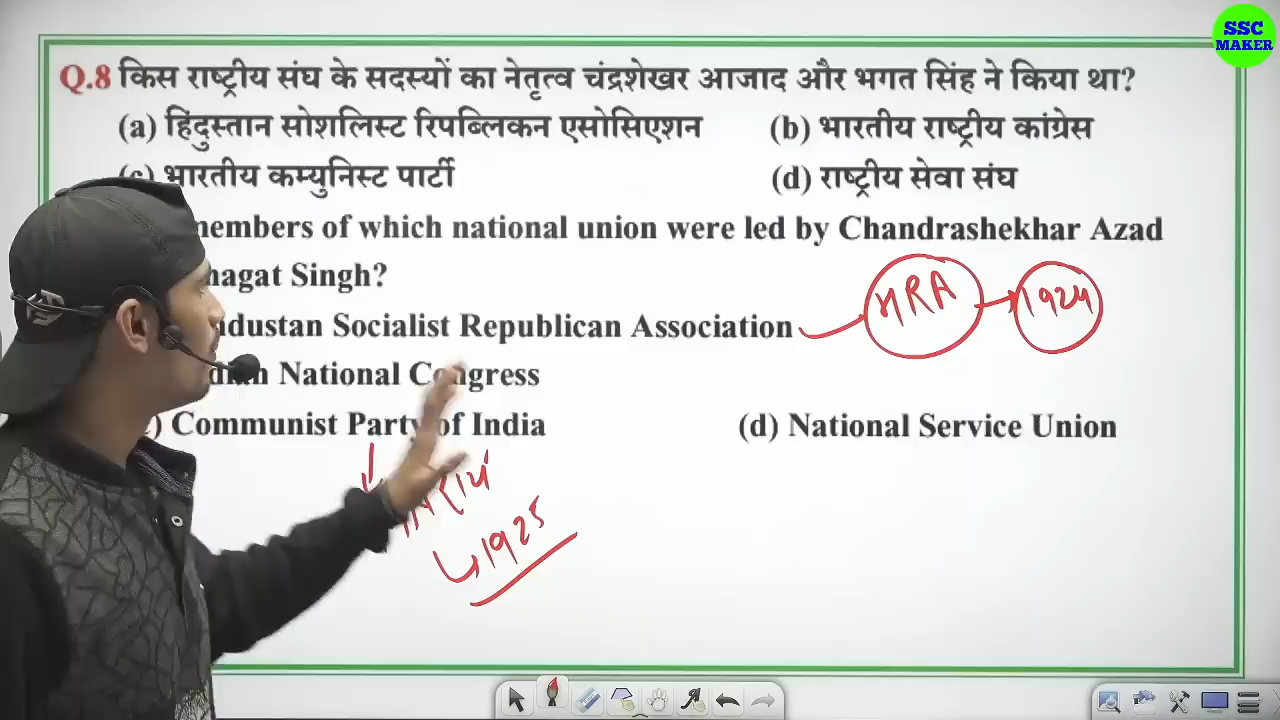 SSC
MAKER
Q.8 किस राष्ट्रीय संघ के सदस्यों का नेतृत्व चंद्रशेखर आजाद और भगत सिंह ने किया था?
(a) हिंदुस्तान सोशलिस्ट रिपब्लिकन एसोसिएशन (b) भारतीय राष्ट्रीय कांग्रेस
(c) भारतीय कम्युनिस्ट पार्टी (d) राष्ट्रीय सेवा संघ
members of which national union were led by Chandrashekhar Azad
Singh?
Socialist Republican Association HRA 1924
National Congress
Communist Party of India (d) National Service Union
1925